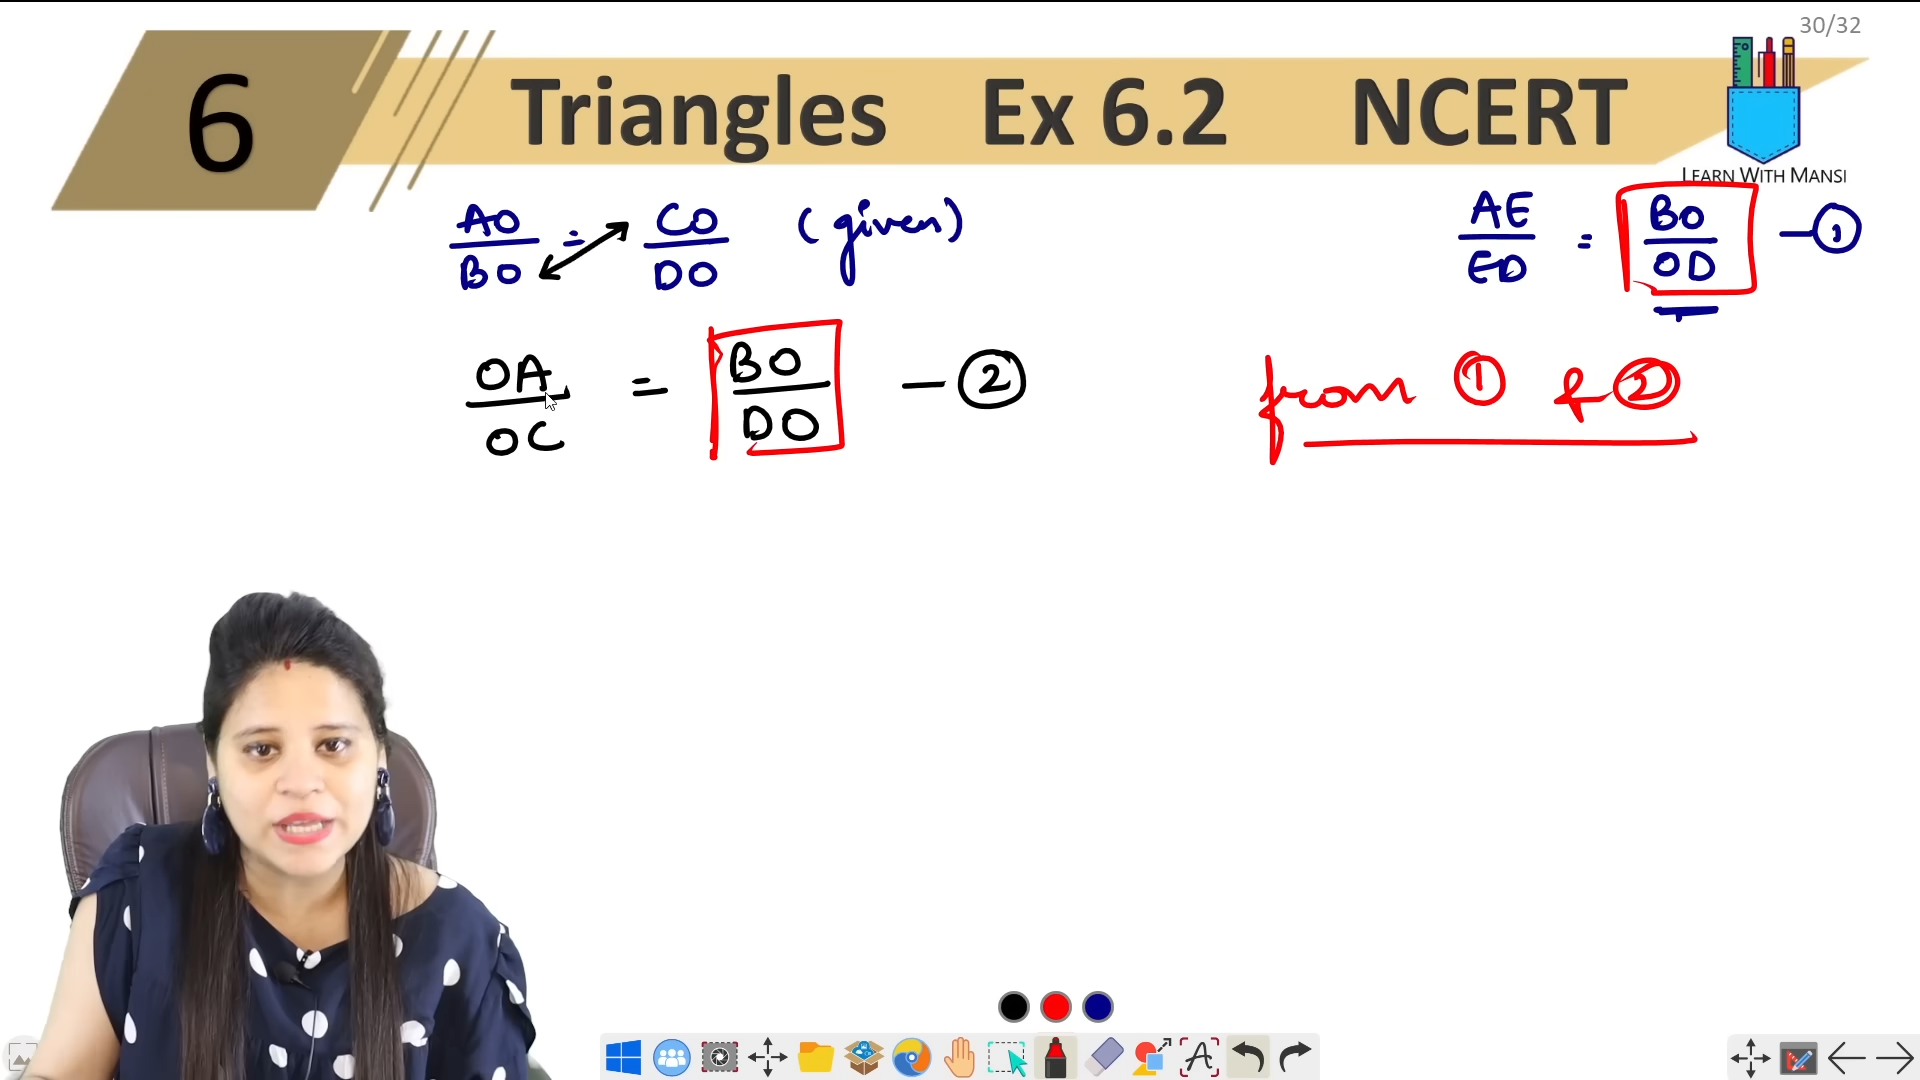 30/32
6 Triangles Ex 6.2 NCERT
LEARN WITH MANSI
AO/BO = CO/DO (given)
AE/ED = BO/OD — ①
OA/OC = BO/DO — ②
from ① & ②